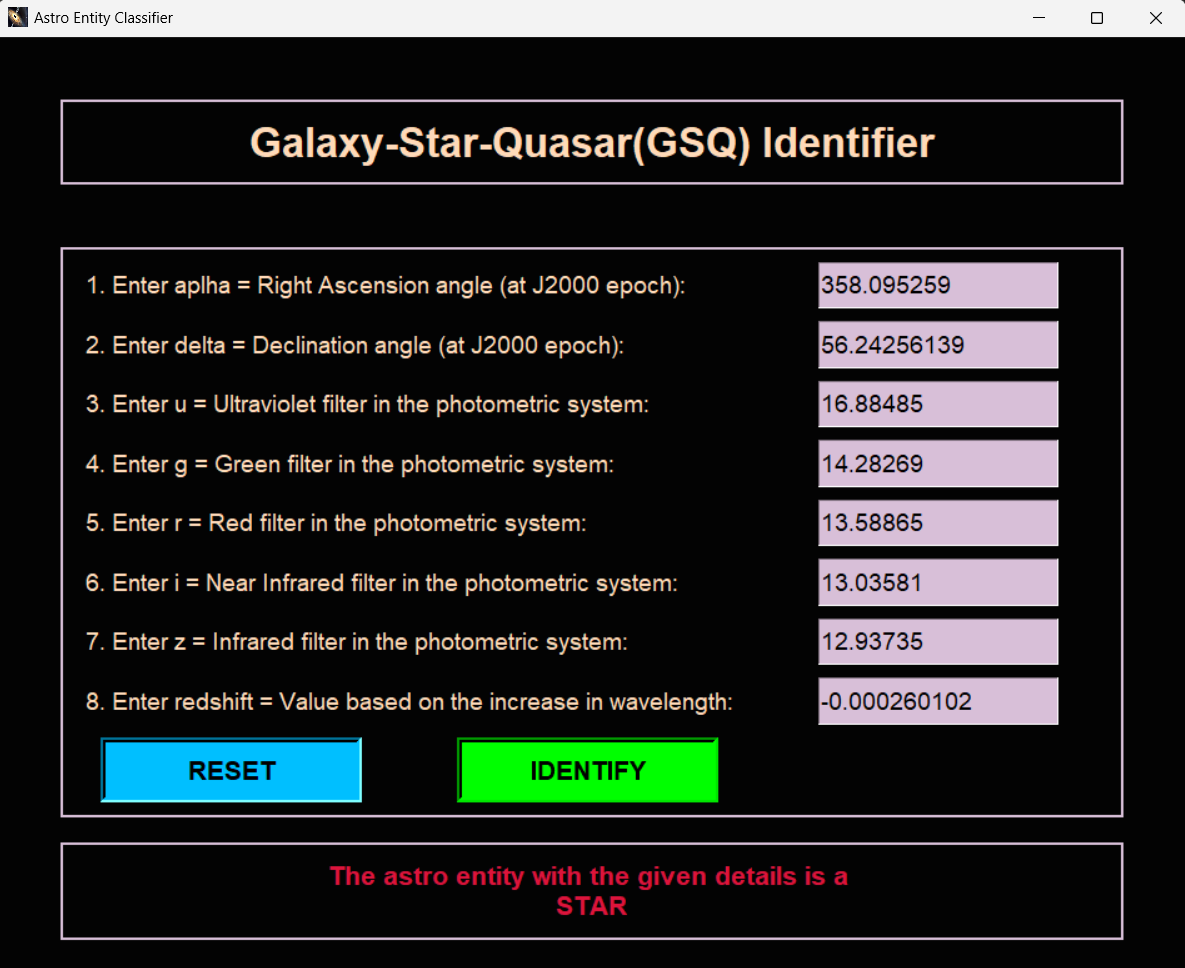 Astro Entity Classifier
Galaxy-Star-Quasar(GSQ) Identifier
1. Enter aplha = Right Ascension angle (at J2000 epoch): 358.095259
2. Enter delta = Declination angle (at J2000 epoch): 56.24256139
3. Enter u = Ultraviolet filter in the photometric system: 16.88485
4. Enter g = Green filter in the photometric system: 14.28269
5. Enter r = Red filter in the photometric system: 13.58865
6. Enter i = Near Infrared filter in the photometric system: 13.03581
7. Enter z = Infrared filter in the photometric system: 12.93735
8. Enter redshift = Value based on the increase in wavelength: -0.000260102
RESET IDENTIFY
The astro entity with the given details is a
STAR